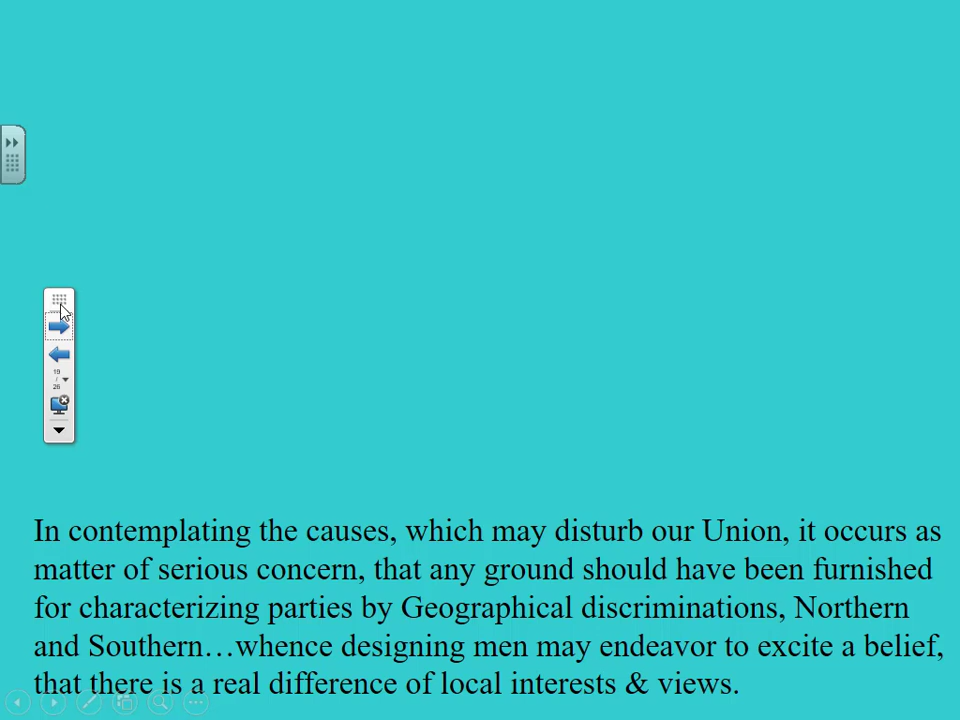 19
/
26
In contemplating the causes, which may disturb our Union, it occurs as
matter of serious concern, that any ground should have been furnished
for characterizing parties by Geographical discriminations, Northern
and Southern…whence designing men may endeavor to excite a belief,
that there is a real difference of local interests & views.